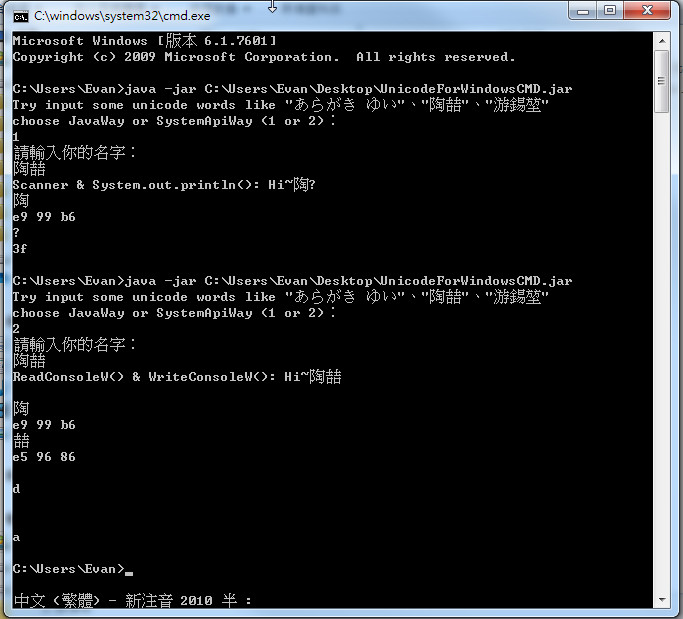 C:\windows\system32\cmd.exe
Microsoft Windows [版本 6.1.7601]
Copyright (c) 2009 Microsoft Corporation.  All rights reserved.
C:\Users\Evan>java -jar C:\Users\Evan\Desktop\UnicodeForWindowsCMD.jar
Try input some unicode words like "あらがき ゆい"、"陶喆"、"游錫堃"
choose JavaWay or SystemApiWay (1 or 2)：
1
請輸入你的名字：
陶喆
Scanner & System.out.println(): Hi~陶?
陶
e9 99 b6
?
3f
C:\Users\Evan>java -jar C:\Users\Evan\Desktop\UnicodeForWindowsCMD.jar
Try input some unicode words like "あらがき ゆい"、"陶喆"、"游錫堃"
choose JavaWay or SystemApiWay (1 or 2)：
2
請輸入你的名字：
陶喆
ReadConsoleW() & WriteConsoleW(): Hi~陶喆
陶
e9 99 b6
喆
e5 96 86
d
a
C:\Users\Evan>_
中文 (繁體) - 新注音 2010 半 :